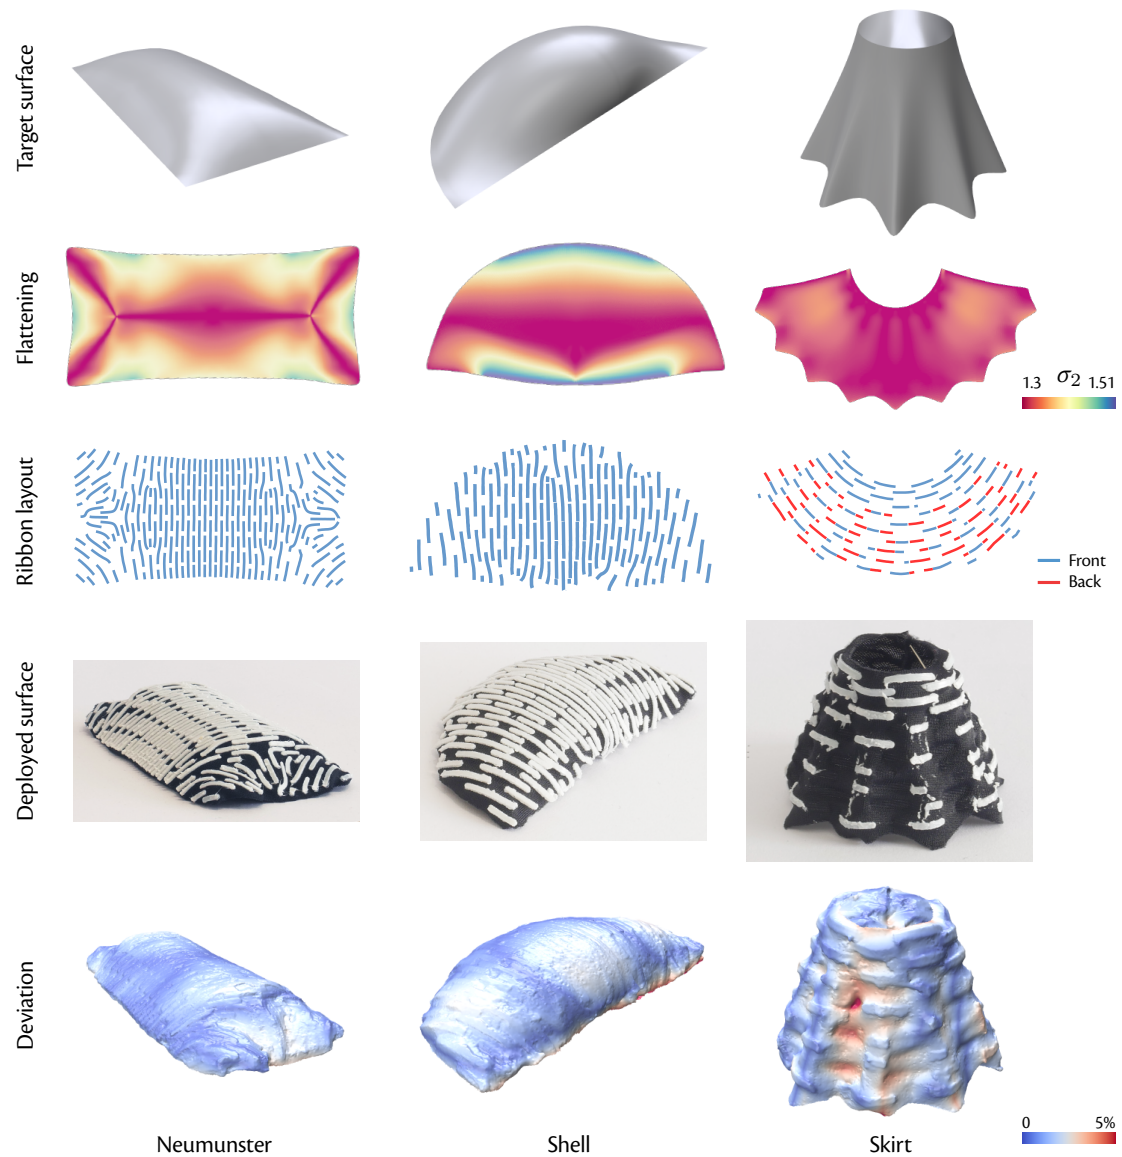 Target surface
Flattening
1.3 σ2 1.51
Ribbon layout
Front
Back
Deployed surface
Deviation
0 5%
Neumunster Shell Skirt